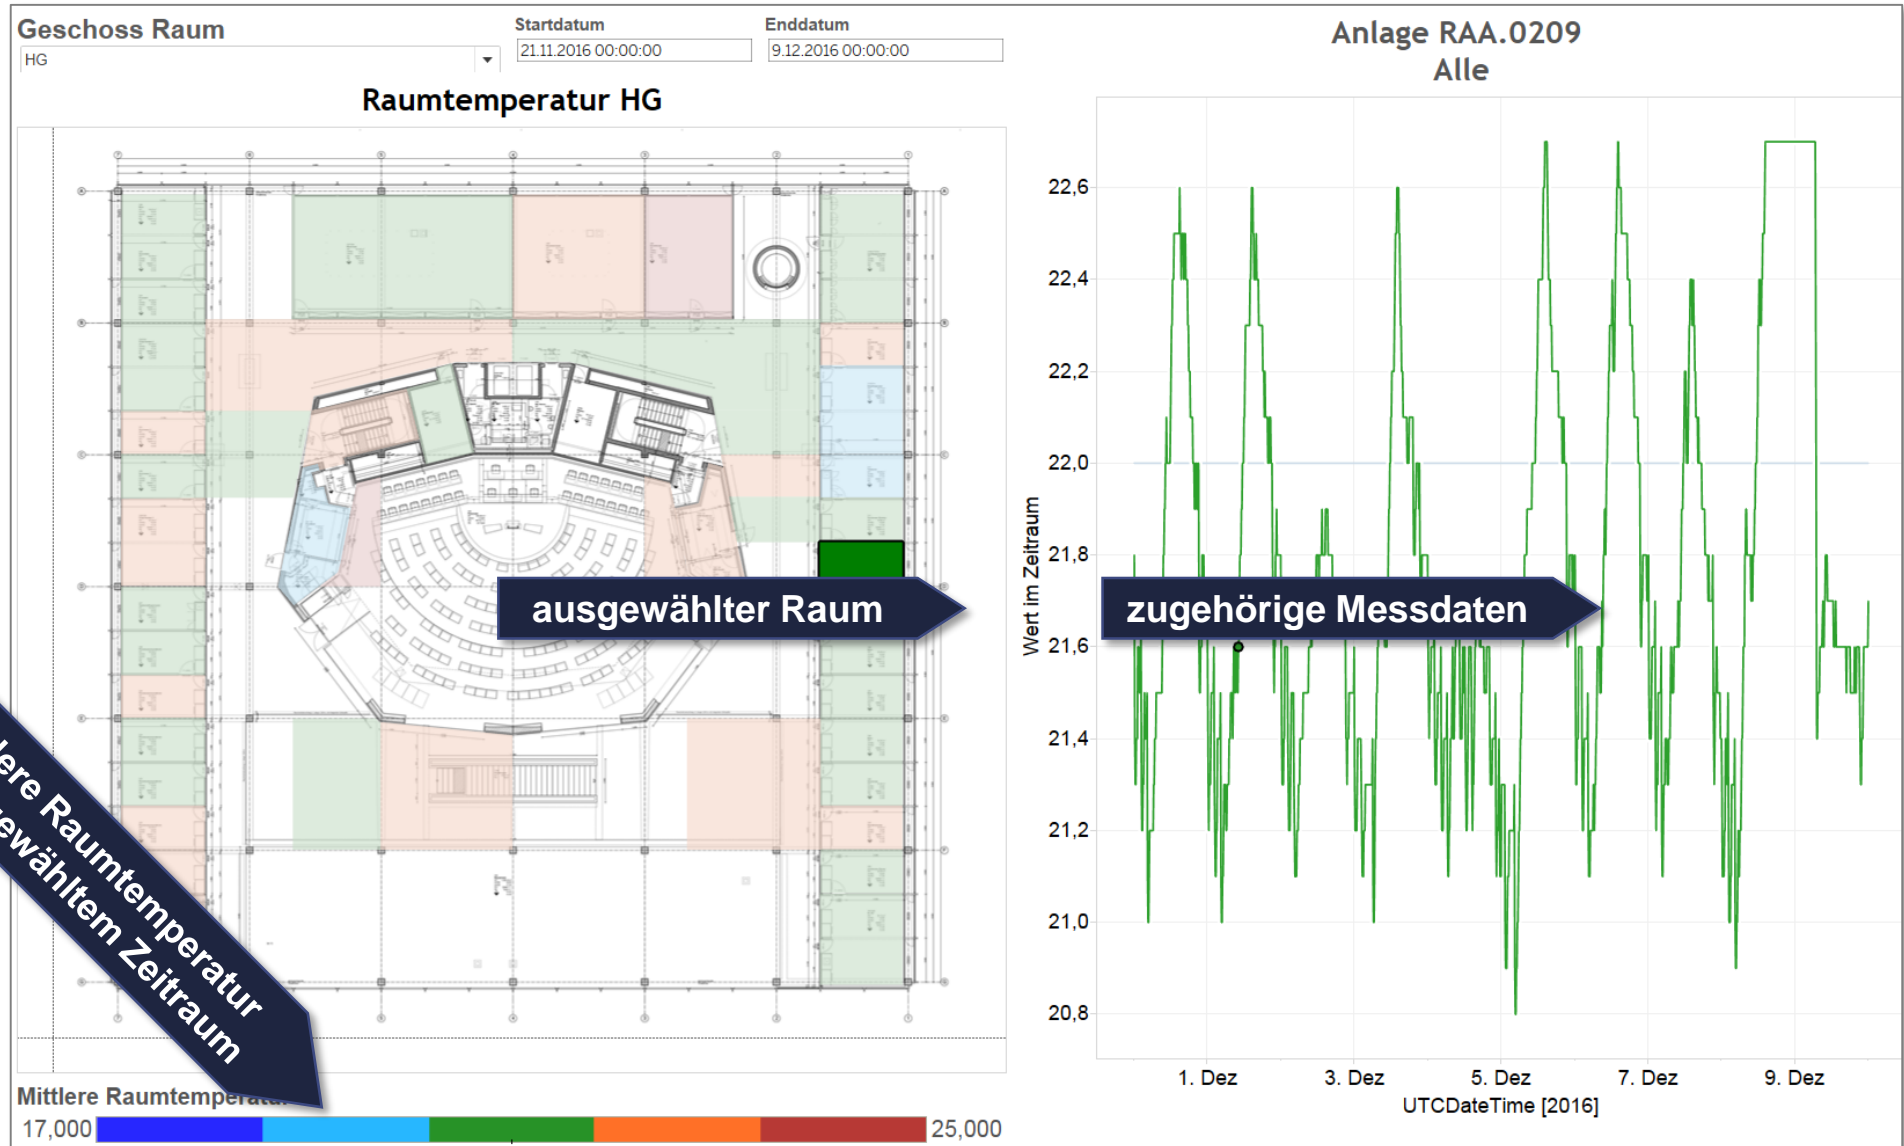 Geschoss Raum
HG
Startdatum
21.11.2016 00:00:00
Enddatum
9.12.2016 00:00:00
Raumtemperatur HG
ausgewählter Raum
Raumtemperatur
Zeitraum
Mittlere
17,000
25,000
Anlage RAA.0209
Alle
Wert im Zeitraum
22,6
22,4
22,2
22,0
21,8
21,6
21,4
21,2
21,0
20,8
zugehörige Messdaten
1. Dez
3. Dez
5. Dez
7. Dez
9. Dez
UTCDateTime [2016]